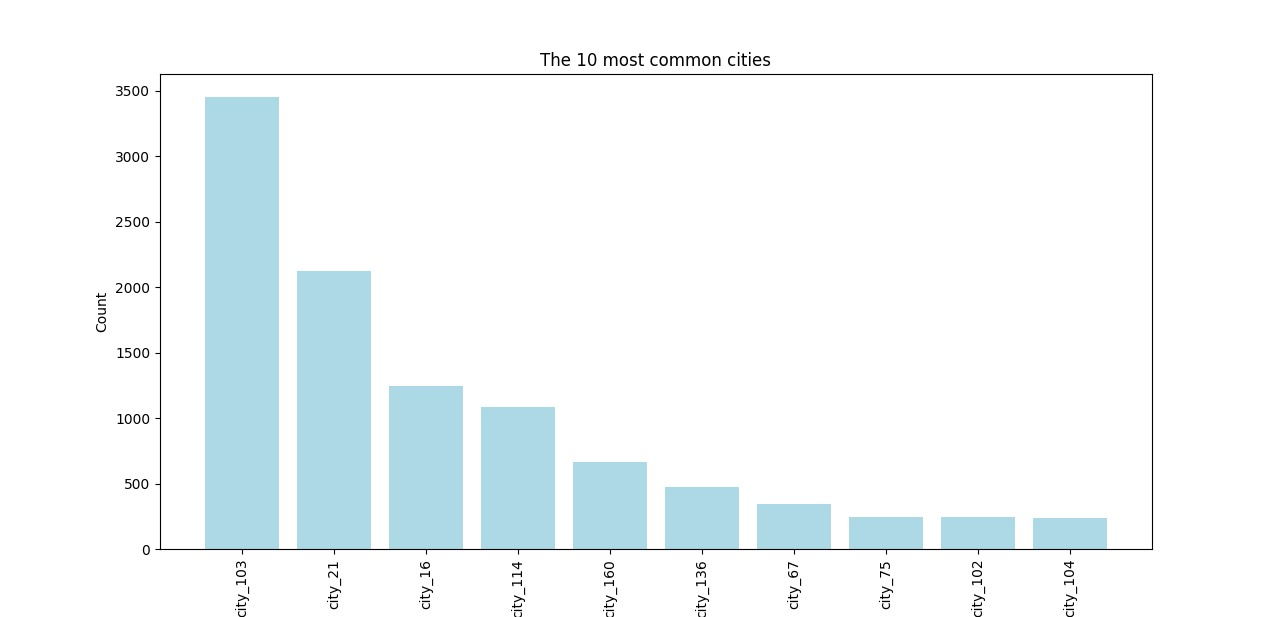 The 10 most common cities
3500
3000
2500
2000
1500
1000
500
0
Count
city_103
city_21
city_16
city_114
city_160
city_136
city_67
city_75
city_102
city_104